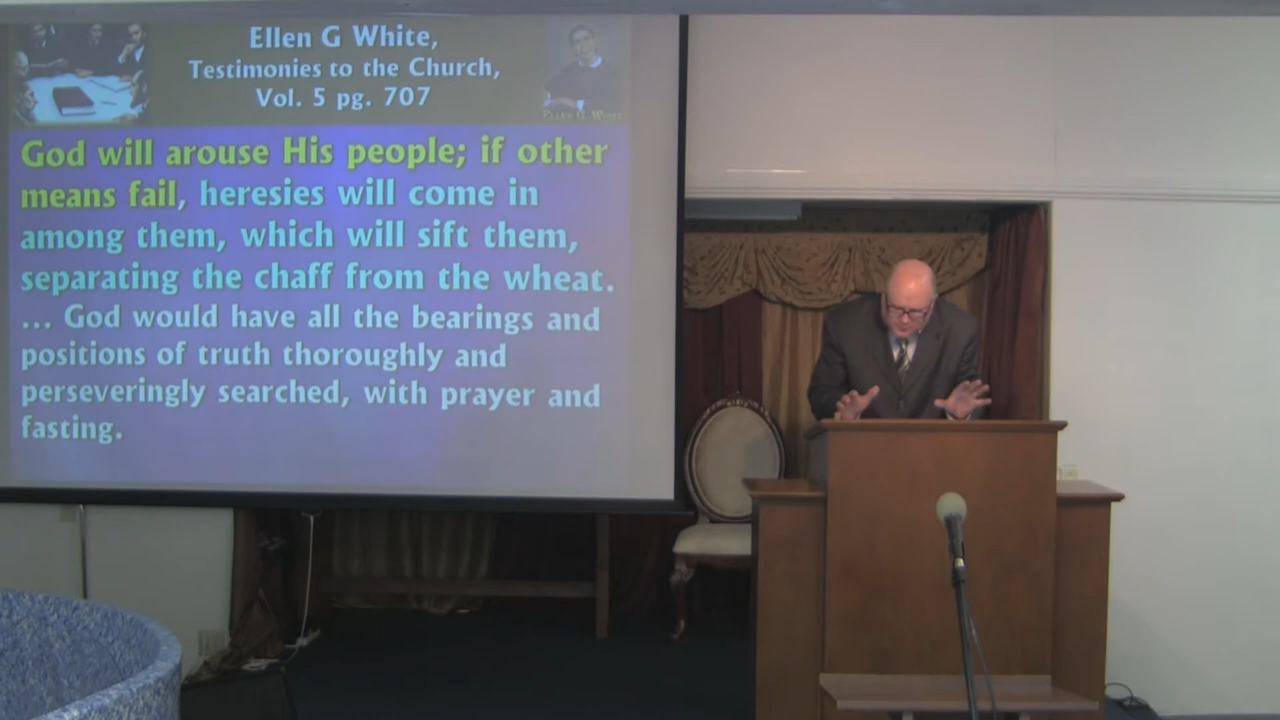 Ellen G White,
Testimonies to the Church,
Vol. 5 pg. 707
ELLEN G. WHITE
God will arouse His people; if other
means fail, heresies will come in
among them, which will sift them,
separating the chaff from the wheat.
... God would have all the bearings and
positions of truth thoroughly and
perseveringly searched, with prayer and
fasting.